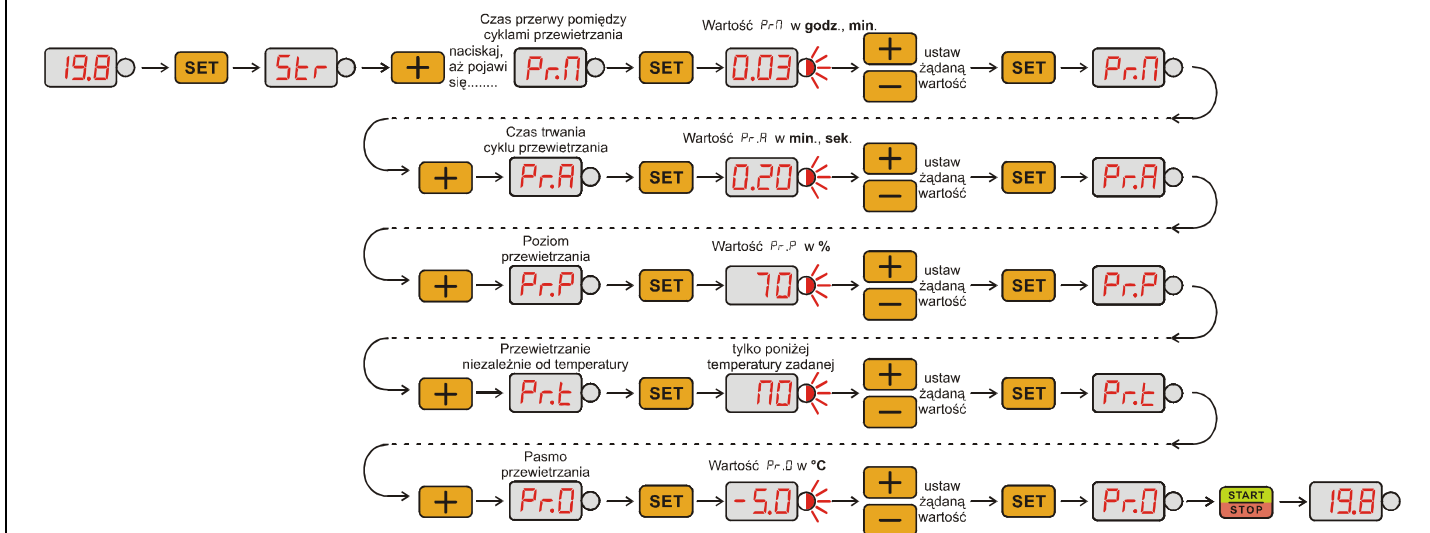 Czas przerwy pomiędzy
cyklami przewietrzania
Wartość Pr.П w godz., min.
19.8
SET
Str
+
naciskaj,
aż pojawi
się........
Pr.П
SET
0.03
+
−
ustaw
żądaną
wartość
SET
Pr.П
Czas trwania
cyklu przewietrzania
Wartość Pr.A w min., sek.
+
Pr.A
SET
0.20
+
−
ustaw
żądaną
wartość
SET
Pr.A
Poziom
przewietrzania
Wartość Pr.P w %
+
Pr.P
SET
70
+
−
ustaw
żądaną
wartość
SET
Pr.P
Przewietrzanie
niezależnie od temperatury
tylko poniżej
temperatury zadanej
+
Pr.t
SET
П0
+
−
ustaw
żądaną
wartość
SET
Pr.t
Pasmo
przewietrzania
Wartość Pr.0 w °C
+
Pr.0
SET
-5.0
+
−
ustaw
żądaną
wartość
SET
Pr.0
START
STOP
19.8